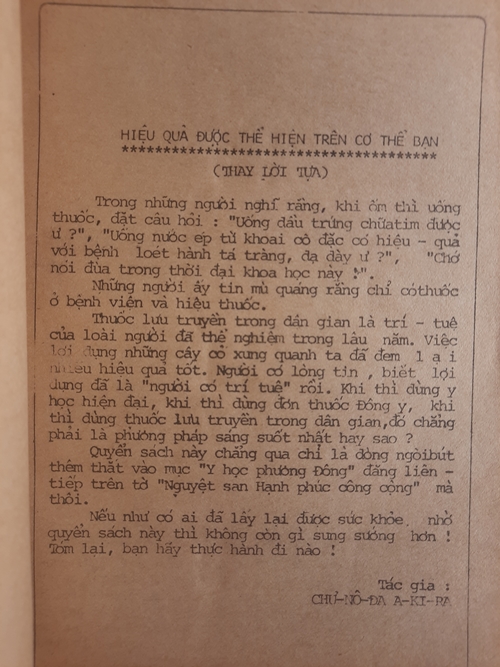 HIỆU QUẢ ĐƯỢC THỂ HIỆN TRÊN CƠ THỂ BẠN
*************************************
(THAY LỜI TỰA)
Trong những người nghĩ rằng, khi ốm thì uống
thuốc, đặt câu hỏi : "Uống dầu trứng chữatim được
ư ?", "Uống nước ép từ khoai cô đặc có hiệu - quả
với bệnh loét hành tá tràng, dạ dày ư ?", "Chớ
nói đùa trong thời đại khoa học này !".
Những người ấy tin mù quáng rằng chỉ cóthuốc
ở bệnh viện và hiệu thuốc.
Thuốc lưu truyền trong dân gian là trí - tuệ
của loài người đã thể nghiệm trong lâu năm. Việc
lợi dụng những cây cỏ xung quanh ta đã đem l ạ i
nhiều hiệu quả tốt. Người có lòng tin , biết lợi
dụng đã là "người có trí tuệ" rồi. Khi thì dùng y
học hiện đại, khi thì dùng đơn thuốc Đông y, khi
thì dùng thuốc lưu truyền trong dân gian,đó chẳng
phải là phương pháp sáng suốt nhất hay sao ?
Quyển sách này chẳng qua chỉ là động ngòibút
thêm thắt vào mục "Y học phương Đông" đăng liên -
tiếp trên tờ "Nguyệt san Hạnh phúc công cộng" mà
thôi.
Nếu như có ai đã lấy lại được sức khỏe, nhờ
quyển sách này thì không còn gì sung sướng hơn !
Tóm lại, bạn hãy thực hành đi nào !
Tác gia :
CHƯ-NÔ-ĐA A-KI-RA